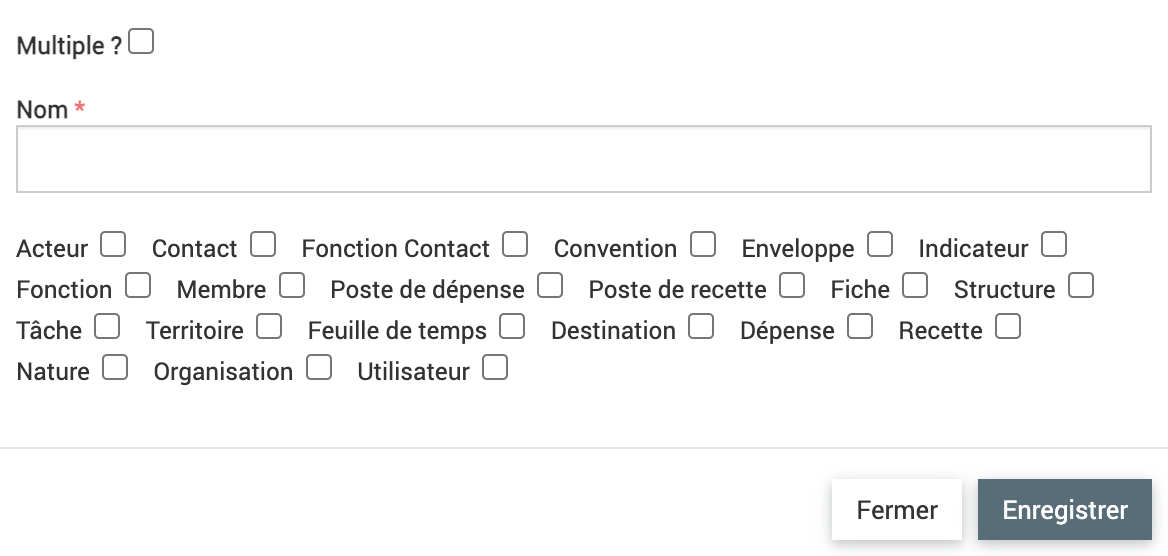 Multiple ?
Nom *
Acteur Contact Fonction Contact Convention Enveloppe Indicateur
Fonction Membre Poste de dépense Poste de recette Fiche Structure
Tâche Territoire Feuille de temps Destination Dépense Recette
Nature Organisation Utilisateur
Fermer Enregistrer